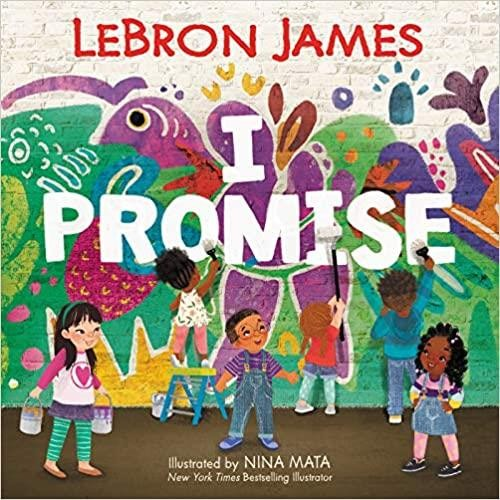 LEBRON JAMES
I
PROMISE
Illustrated by NINA MATA
New York Times Bestselling Illustrator